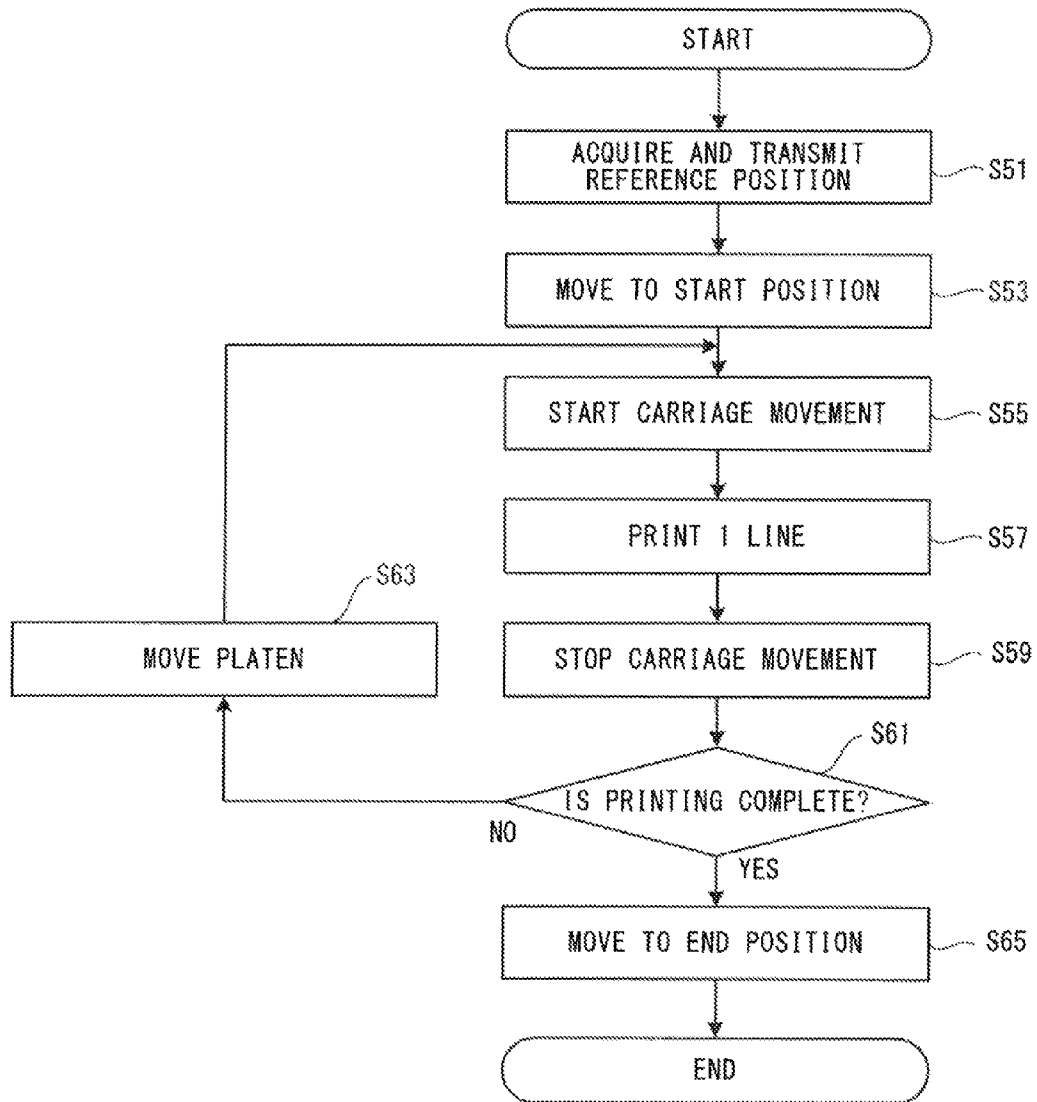 START
ACQUIRE AND TRANSMIT
REFERENCE POSITION
S51
MOVE TO START POSITION
S53
START CARRIAGE MOVEMENT
S55
PRINT 1 LINE
S57
S63
MOVE PLATEN
STOP CARRIAGE MOVEMENT
S59
S61
IS PRINTING COMPLETE?
NO
YES
MOVE TO END POSITION
S65
END